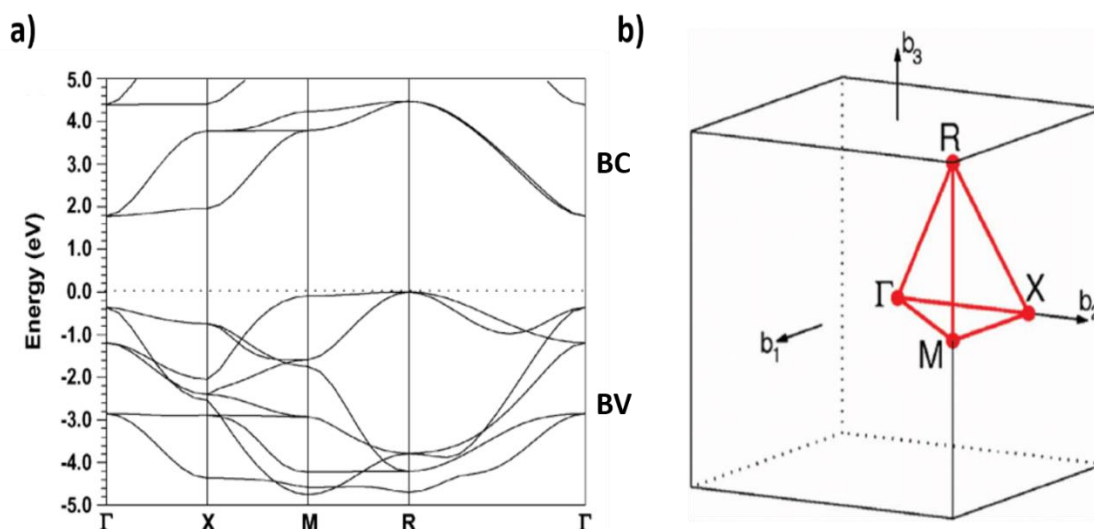 a)
Energy (eV)
5.0
4.0
3.0
2.0
1.0
0.0
-1.0
-2.0
-3.0
-4.0
-5.0
Γ X M R Γ
BC
BV
b)
b3
R
Γ
X
b2
b1
M